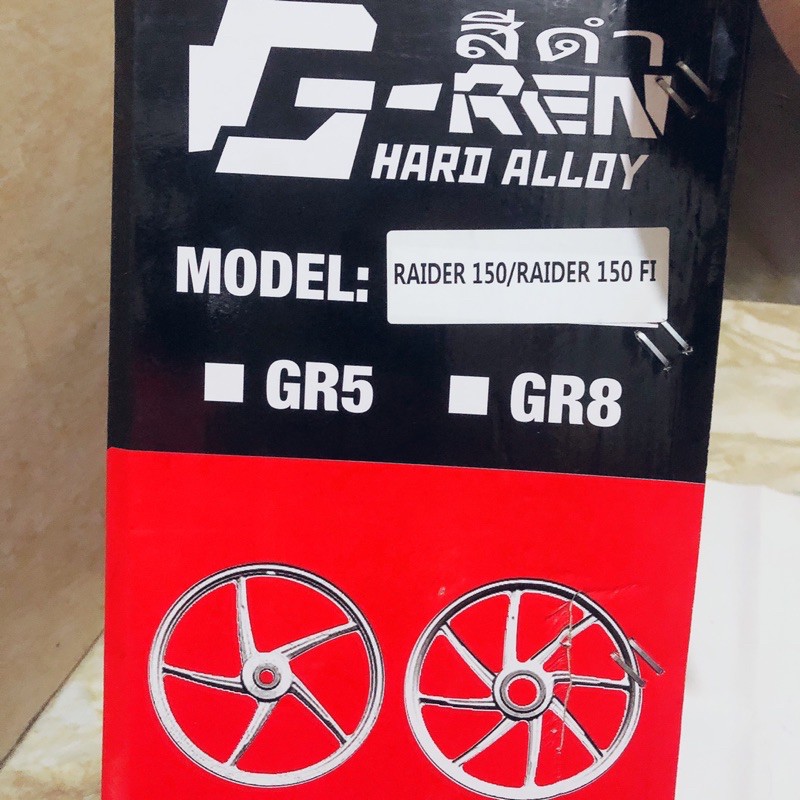 สีดำ
G-REN
HARD ALLOY
MODEL: RAIDER 150/RAIDER 150 FI
GR5 GR8